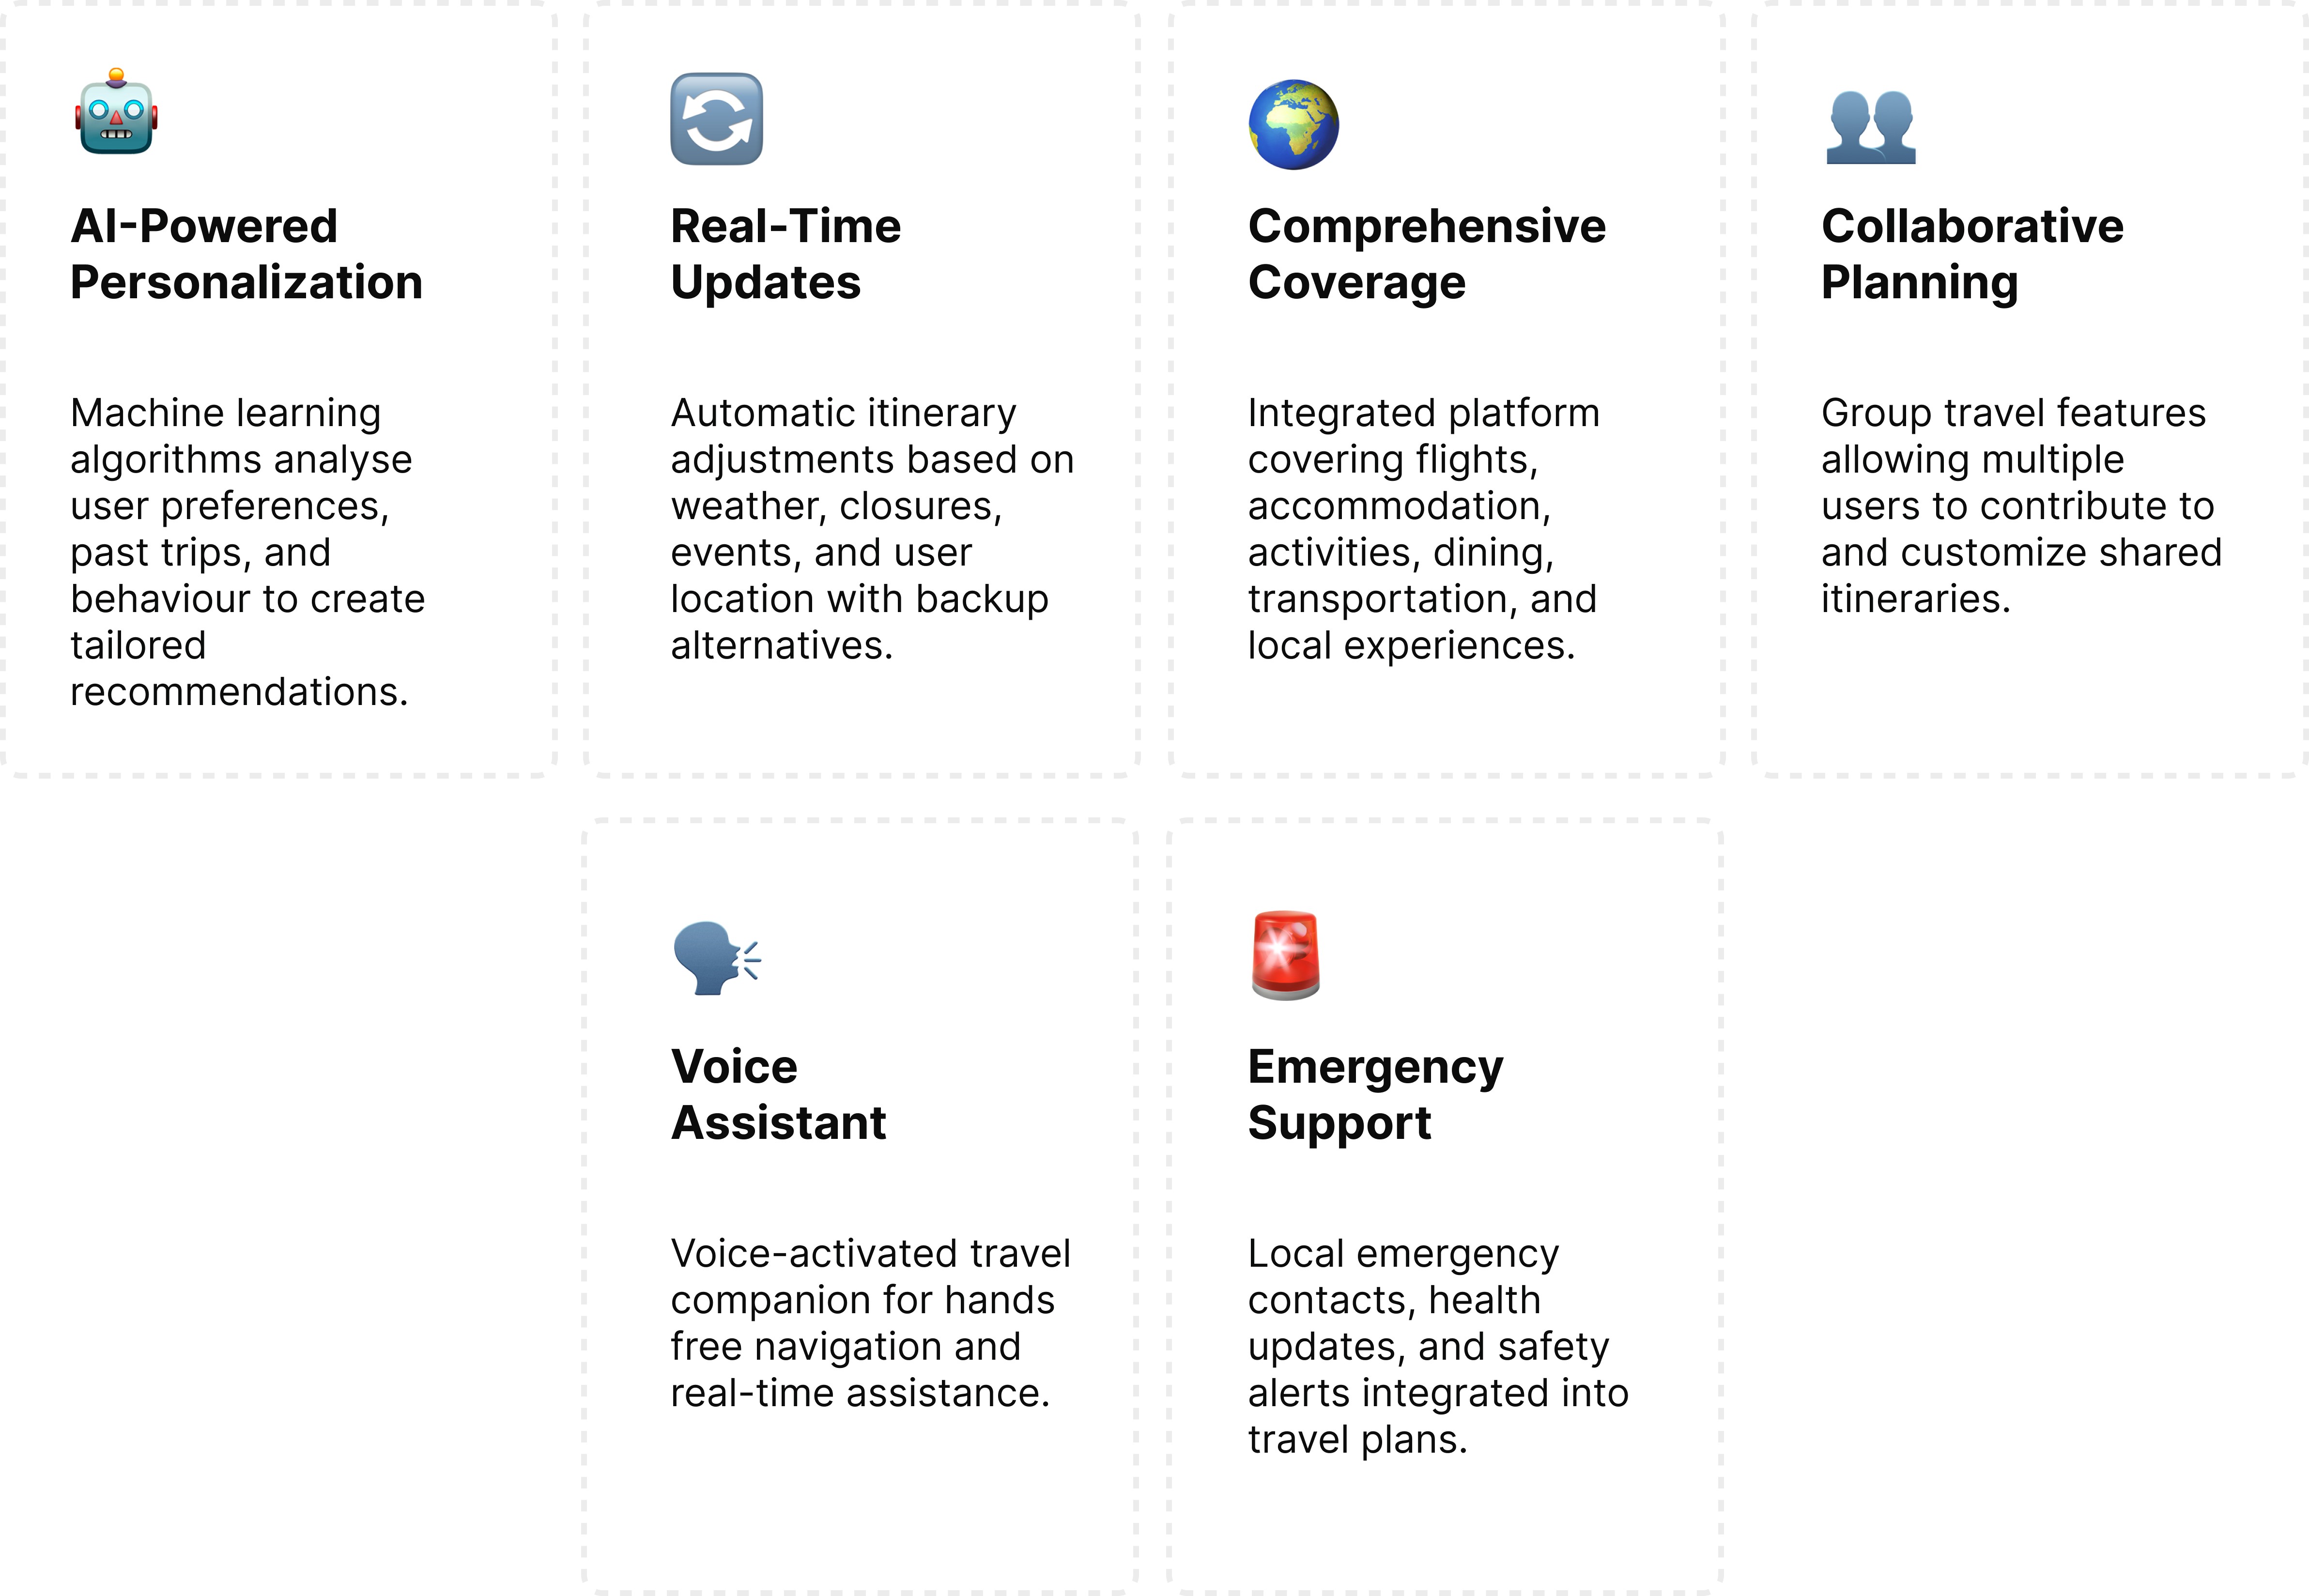 AI-Powered
Personalization
Machine learning
algorithms analyse
user preferences,
past trips, and
behaviour to create
tailored
recommendations.
Real-Time
Updates
Automatic itinerary
adjustments based on
weather, closures,
events, and user
location with backup
alternatives.
Comprehensive
Coverage
Integrated platform
covering flights,
accommodation,
activities, dining,
transportation, and
local experiences.
Collaborative
Planning
Group travel features
allowing multiple
users to contribute to
and customize shared
itineraries.
Voice
Assistant
Voice-activated travel
companion for hands
free navigation and
real-time assistance.
Emergency
Support
Local emergency
contacts, health
updates, and safety
alerts integrated into
travel plans.